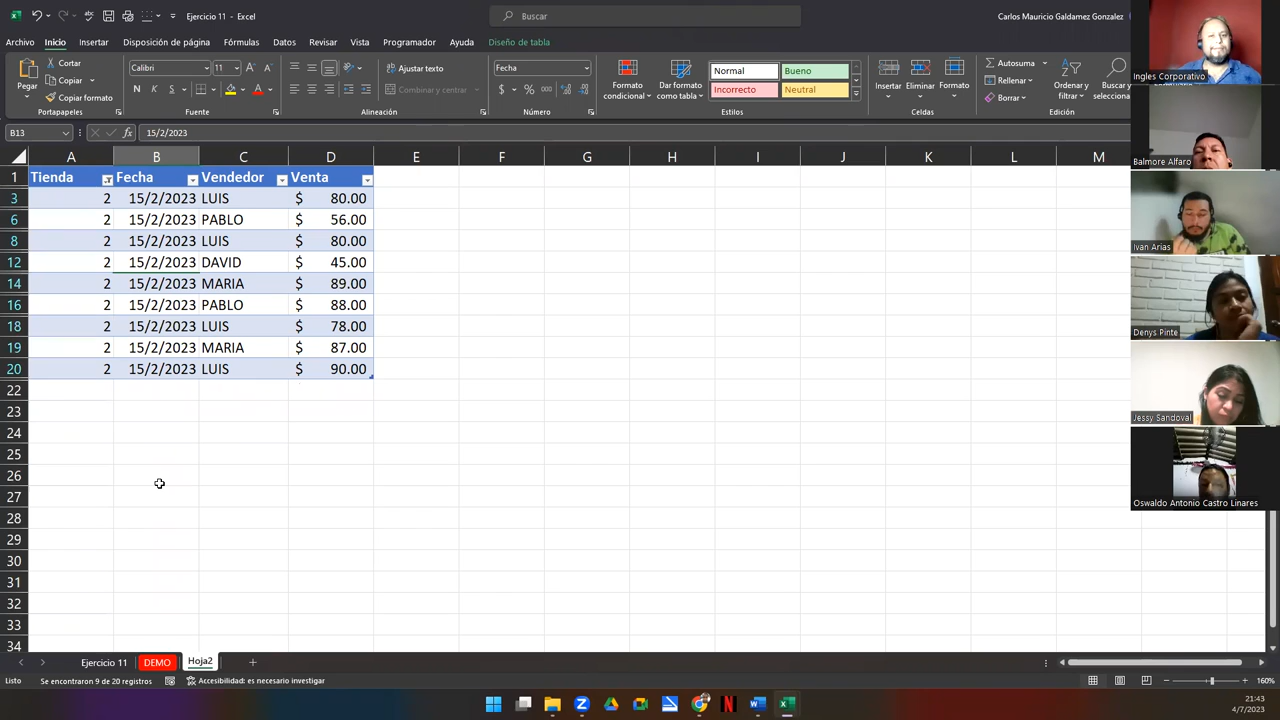 Ejercicio 11 - Excel
Buscar
Carlos Mauricio Galdamez Gonzalez
Archivo Inicio Insertar Disposición de página Fórmulas Datos Revisar Vista Programador Ayuda Diseño de tabla
Pegar
Cortar
Copiar
Copiar formato
Portapapeles
Calibri 11
N K S
Fuente
Ajustar texto
Combinar y centrar
Alineación
Fecha
$ % 000
Número
Formato condicional
Dar formato como tabla
Normal Bueno
Incorrecto Neutral
Estilos
Insertar Eliminar Formato
Celdas
Autosuma
Rellenar
Borrar
Ordenar y filtrar
Buscar y
Edición
B13 fx 15/2/2023
A B C D E F G H I J K L M
1 Tienda Fecha Vendedor Venta
3 2 15/2/2023 LUIS $ 80.00
6 2 15/2/2023 PABLO $ 56.00
8 2 15/2/2023 LUIS $ 80.00
12 2 15/2/2023 DAVID $ 45.00
14 2 15/2/2023 MARIA $ 89.00
16 2 15/2/2023 PABLO $ 88.00
18 2 15/2/2023 LUIS $ 78.00
19 2 15/2/2023 MARIA $ 87.00
20 2 15/2/2023 LUIS $ 90.00
22
23
24
25
26
27
28
29
30
31
32
33
34
Ingles Corporativo
Balmore Alfaro
Ivan Arias
Denys Pinte
Jessy Sandoval
Oswaldo Antonio Castro Linares
Ejercicio 11 DEMO Hoja2
Listo Se encontraron 9 de 20 registros Accesibilidad: es necesario investigar 160%
21:43
4/7/2023